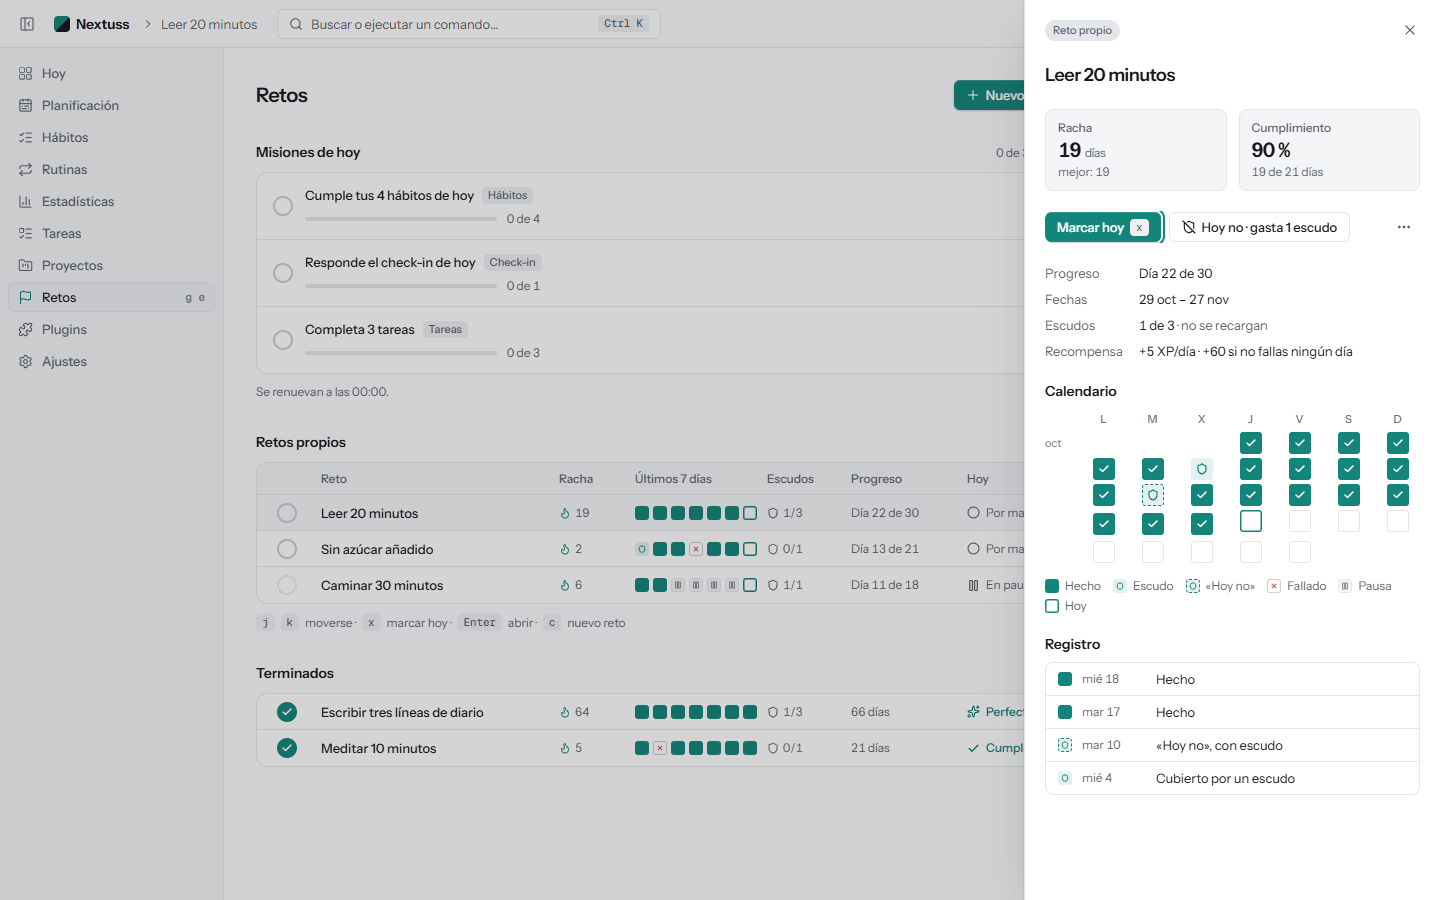 Nextuss
Leer 20 minutos
Buscar o ejecutar un comando...
Ctrl K
Hoy
Planificación
Hábitos
Rutinas
Estadísticas
Tareas
Proyectos
Retos
g e
Plugins
Ajustes
Retos
Nuevo
Misiones de hoy
0 de
Cumple tus 4 hábitos de hoy Hábitos
0 de 4
Responde el check-in de hoy Check-in
0 de 1
Completa 3 tareas Tareas
0 de 3
Se renuevan a las 00:00.
Retos propios
Reto Racha Últimos 7 días Escudos Progreso Hoy
Leer 20 minutos 19 1/3 Día 22 de 30 Por ma
Sin azúcar añadido 2 0/1 Día 13 de 21 Por ma
Caminar 30 minutos 6 1/1 Día 11 de 18 En pau
j k moverse · x marcar hoy · Enter abrir · c nuevo reto
Terminados
Escribir tres líneas de diario 64 1/3 66 días Perfec
Meditar 10 minutos 5 0/1 21 días Cumpl
Reto propio
Leer 20 minutos
Racha
19 días
mejor: 19
Cumplimiento
90 %
19 de 21 días
Marcar hoy x
Hoy no · gasta 1 escudo
Progreso Día 22 de 30
Fechas 29 oct – 27 nov
Escudos 1 de 3 · no se recargan
Recompensa +5 XP/día · +60 si no fallas ningún día
Calendario
L M X J V S D
oct
Hecho Escudo «Hoy no» Fallado Pausa
Hoy
Registro
mié 18 Hecho
mar 17 Hecho
mar 10 «Hoy no», con escudo
mié 4 Cubierto por un escudo